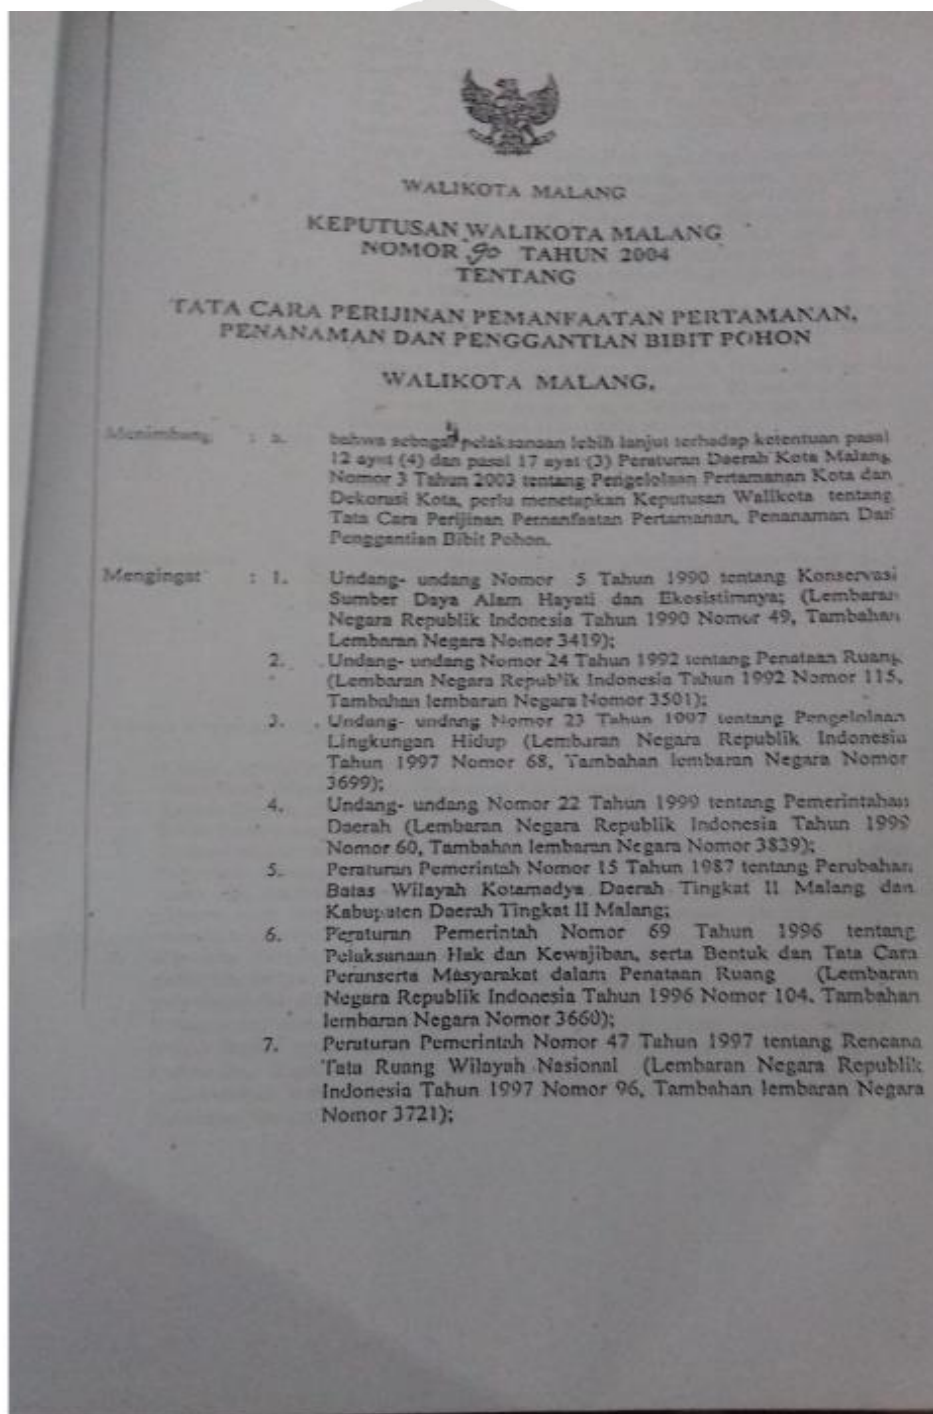 WALIKOTA MALANG
KEPUTUSAN WALIKOTA MALANG
NOMOR 90 TAHUN 2004
TENTANG
TATA CARA PERIJINAN PEMANFAATAN PERTAMANAN,
PENANAMAN DAN PENGGANTIAN BIBIT POHON
WALIKOTA MALANG,
Menimbang : a. bahwa sebagai pelaksanaan lebih lanjut terhadap ketentuan pasal
12 ayat (4) dan pasal 17 ayat (3) Peraturan Daerah Kota Malang
Nomor 3 Tahun 2003 tentang Pengelolaan Pertamanan Kota dan
Dekorasi Kota, perlu menetapkan Keputusan Walikota tentang
Tata Cara Perijinan Pemanfaatan Pertamanan, Penanaman Dan
Penggantian Bibit Pohon.
Mengingat : 1. Undang- undang Nomor 5 Tahun 1990 tentang Konservasi
Sumber Daya Alam Hayati dan Ekosistimnya; (Lembaran
Negara Republik Indonesia Tahun 1990 Nomor 49, Tambahan
Lembaran Negara Nomor 3419);
2. Undang- undang Nomor 24 Tahun 1992 tentang Penataan Ruang
(Lembaran Negara Republik Indonesia Tahun 1992 Nomor 115,
Tambahan lembaran Negara Nomor 3501);
3. Undang- undang Nomor 23 Tahun 1997 tentang Pengelolaan
Lingkungan Hidup (Lembaran Negara Republik Indonesia
Tahun 1997 Nomor 68, Tambahan lembaran Negara Nomor
3699);
4. Undang- undang Nomor 22 Tahun 1999 tentang Pemerintahan
Daerah (Lembaran Negara Republik Indonesia Tahun 1999
Nomor 60, Tambahan lembaran Negara Nomor 3839);
5. Peraturan Pemerintah Nomor 15 Tahun 1987 tentang Perubahan
Batas Wilayah Kotamadya Daerah Tingkat II Malang dan
Kabupaten Daerah Tingkat II Malang;
6. Peraturan Pemerintah Nomor 69 Tahun 1996 tentang
Pelaksanaan Hak dan Kewajiban, serta Bentuk dan Tata Cara
Peranserta Masyarakat dalam Penataan Ruang (Lembaran
Negara Republik Indonesia Tahun 1996 Nomor 104, Tambahan
lembaran Negara Nomor 3660);
7. Peraturan Pemerintah Nomor 47 Tahun 1997 tentang Rencana
Tata Ruang Wilayah Nasional (Lembaran Negara Republik
Indonesia Tahun 1997 Nomor 96, Tambahan lembaran Negara
Nomor 3721);